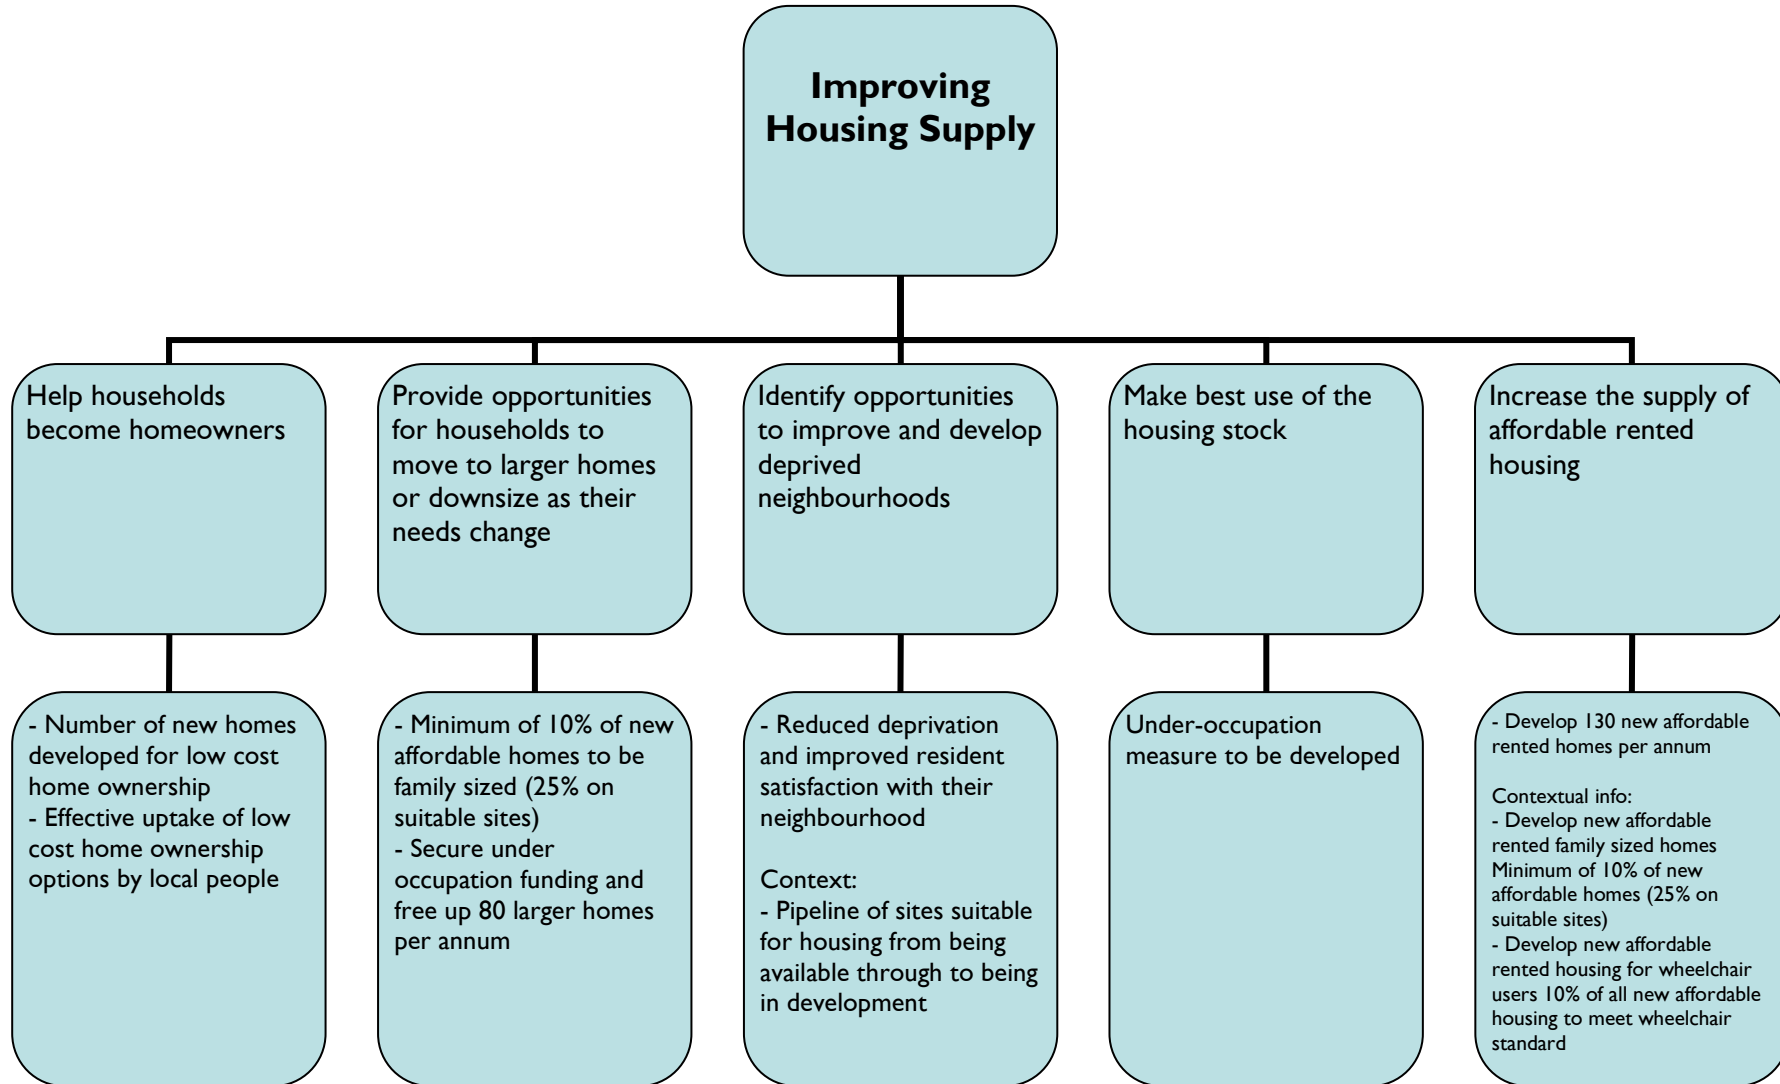 Improving
Housing Supply
Help households
become homeowners
Provide opportunities
for households to
move to larger homes
or downsize as their
needs change
Identify opportunities
to improve and develop
deprived
neighbourhoods
Make best use of the
housing stock
Increase the supply of
affordable rented
housing
- Number of new homes
developed for low cost
home ownership
- Effective uptake of low
cost home ownership
options by local people
- Minimum of 10% of new
affordable homes to be
family sized (25% on
suitable sites)
- Secure under
occupation funding and
free up 80 larger homes
per annum
- Reduced deprivation
and improved resident
satisfaction with their
neighbourhood
Context:
- Pipeline of sites suitable
for housing from being
available through to being
in development
Under-occupation
measure to be developed
- Develop 130 new affordable
rented homes per annum
Contextual info:
- Develop new affordable
rented family sized homes
Minimum of 10% of new
affordable homes (25% on
suitable sites)
- Develop new affordable
rented housing for wheelchair
users 10% of all new affordable
housing to meet wheelchair
standard